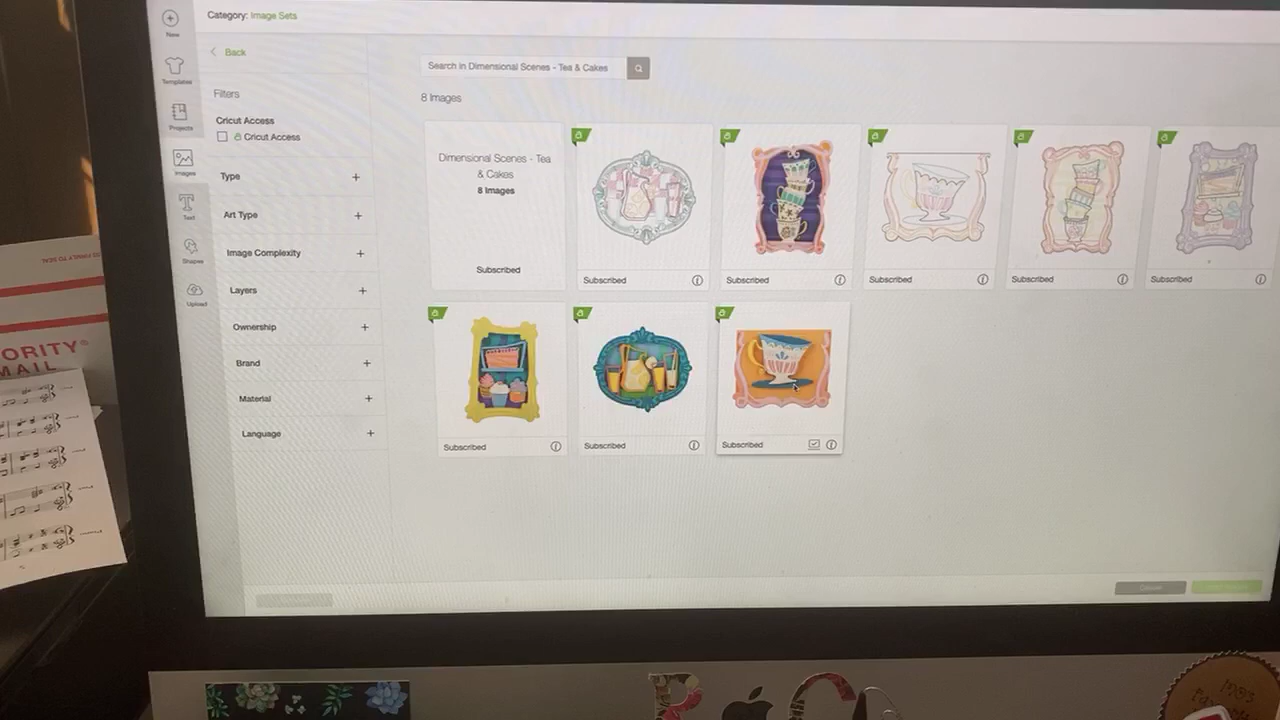 Category: Image Sets
New
Templates
Projects
Images
Text
Shapes
Upload
Back
Filters
Cricut Access
Cricut Access
Type +
Art Type +
Image Complexity +
Layers +
Ownership +
Brand +
Material +
Language +
Search in Dimensional Scenes - Tea & Cakes
8 Images
Dimensional Scenes - Tea
& Cakes
8 Images
Subscribed
Subscribed
Subscribed
Subscribed
Subscribed
Subscribed
Subscribed
Subscribed
Subscribed
ORITY®
MAIL